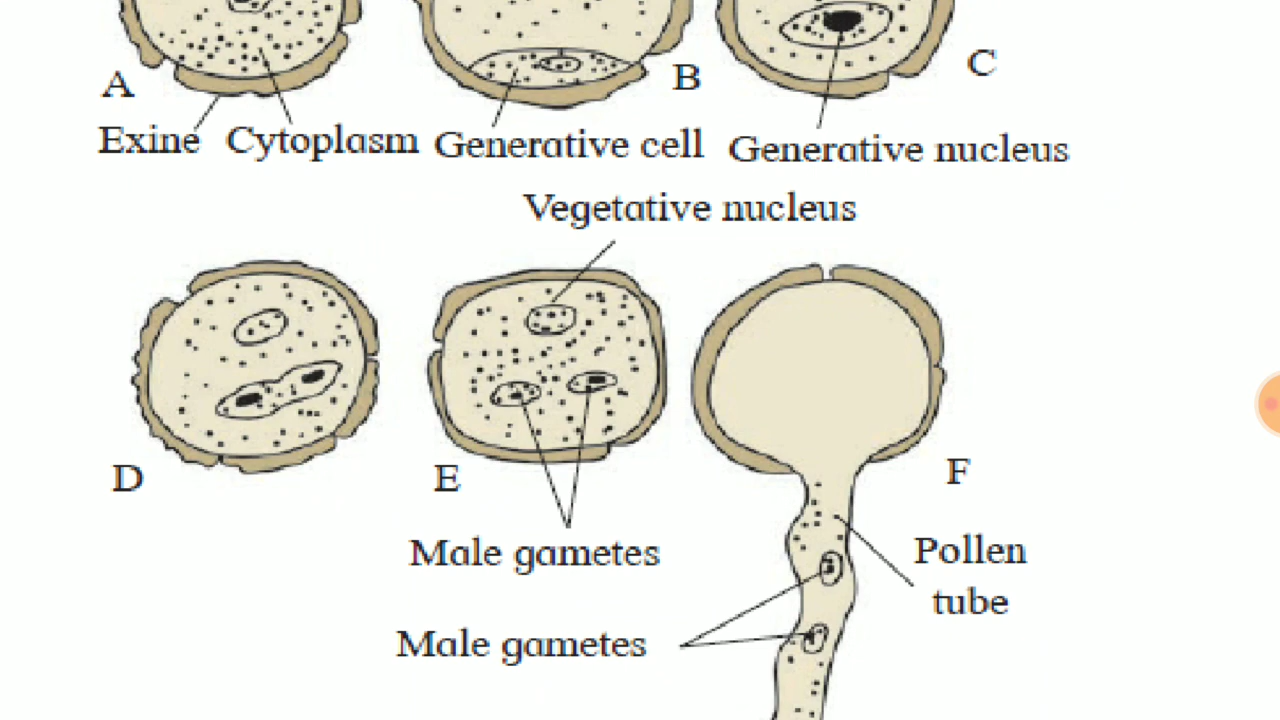 A
B
C
Exine Cytoplasm Generative cell Generative nucleus
Vegetative nucleus
D
E
F
Male gametes
Pollen
tube
Male gametes